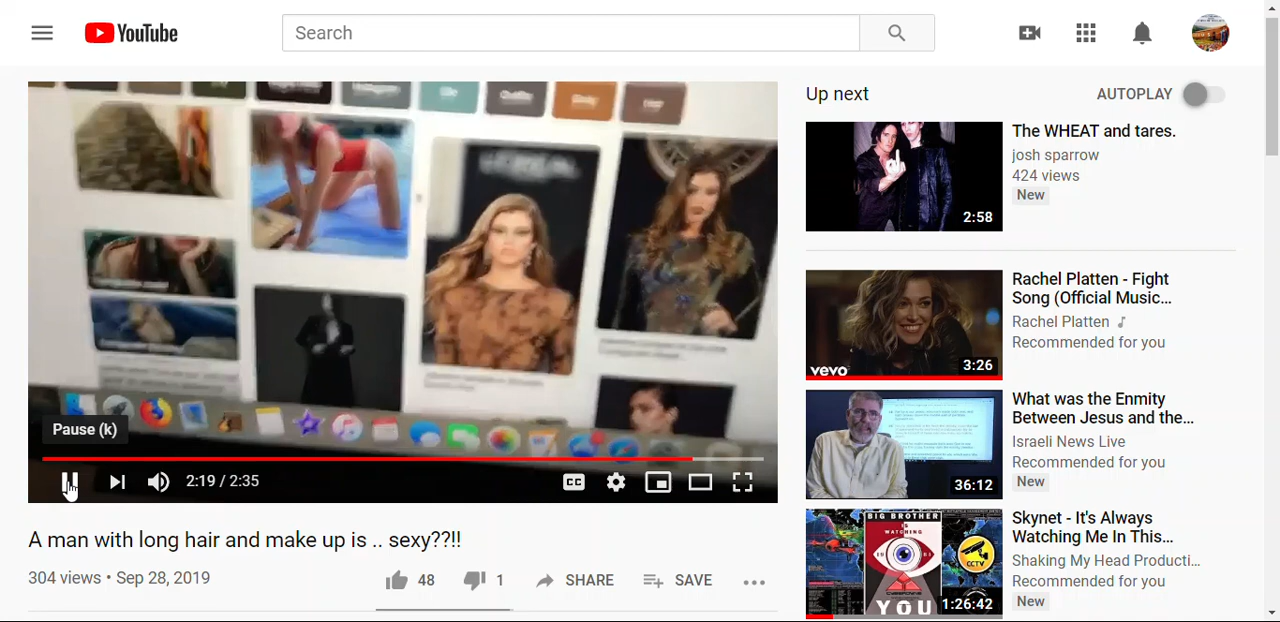 YouTube
Search
Up next
AUTOPLAY
The WHEAT and tares.
josh sparrow
424 views
New
2:58
Rachel Platten - Fight
Song (Official Music...
Rachel Platten
Recommended for you
vevo
3:26
What was the Enmity
Between Jesus and the...
Israeli News Live
Recommended for you
New
36:12
Skynet - It's Always
Watching Me In This...
Shaking My Head Producti...
Recommended for you
New
BIG BROTHER
IS
WATCHING
YOU
CCTV
1:26:42
Pause (k)
2:19 / 2:35
CC
A man with long hair and make up is .. sexy??!!
304 views • Sep 28, 2019
48
1
SHARE
SAVE